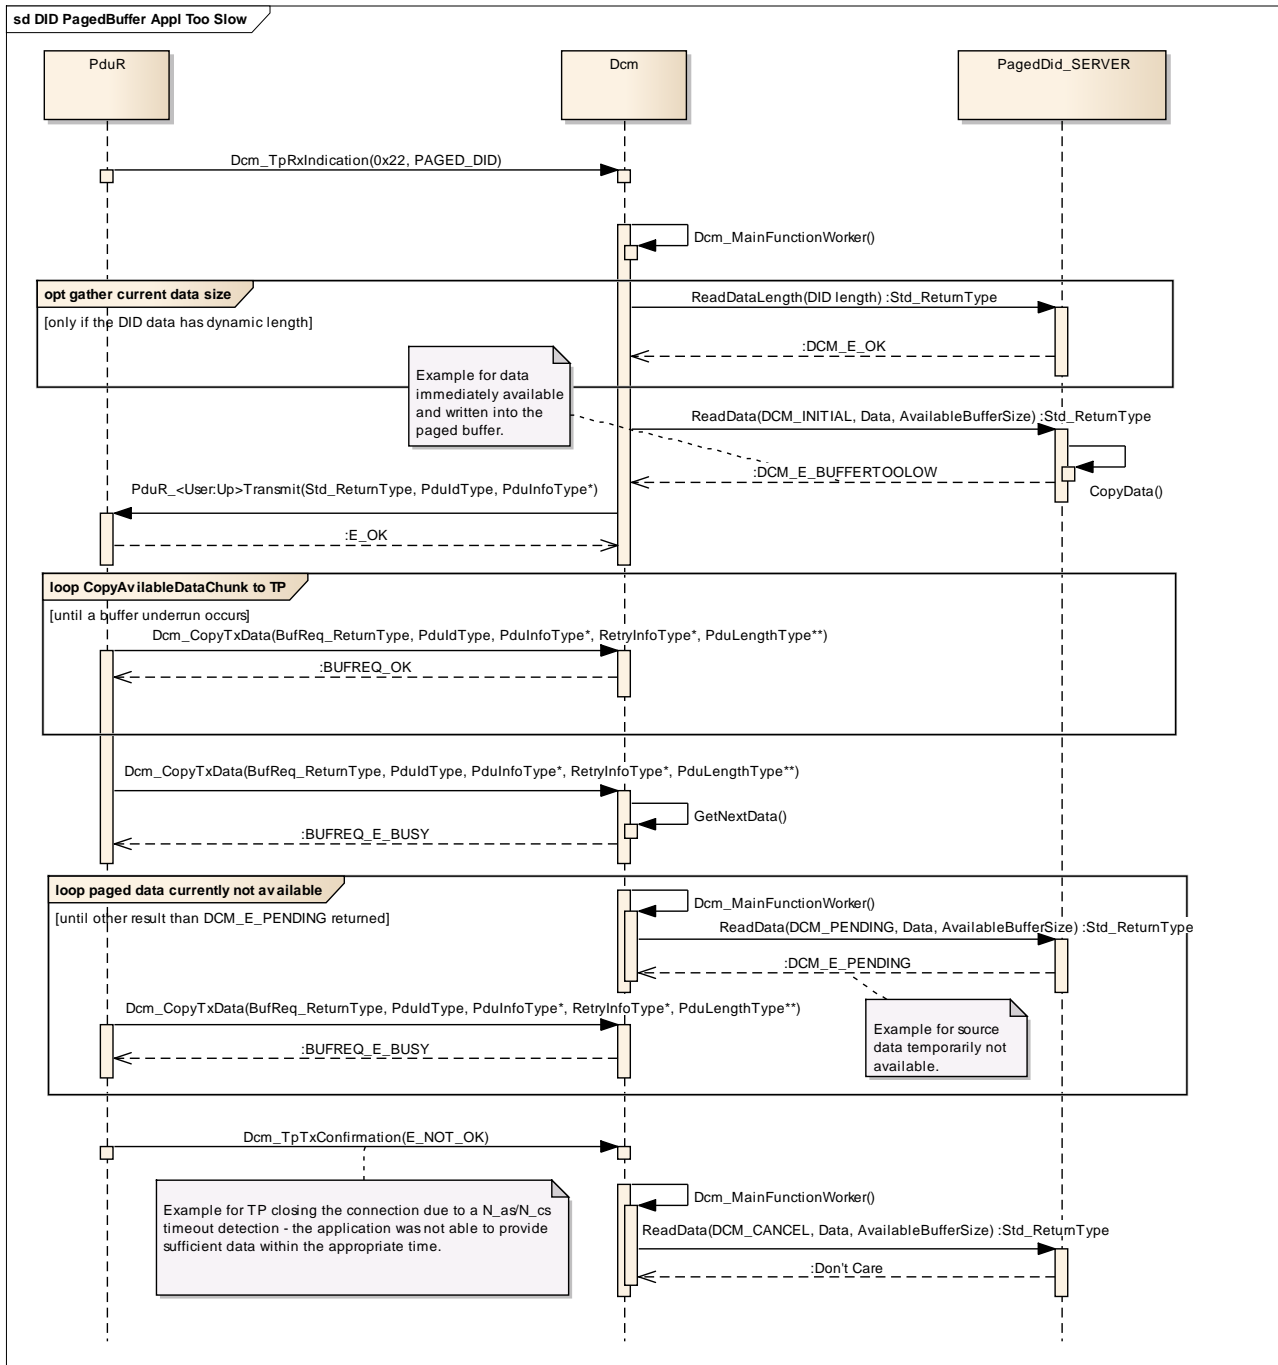 sd DID PagedBuffer Appl Too Slow
PduR
Dcm
PagedDid_SERVER
Dcm_TpRxIndication(0x22, PAGED_DID)
Dcm_MainFunctionWorker()
opt gather current data size
[only if the DID data has dynamic length]
ReadDataLength(DID length) :Std_ReturnType
:DCM_E_OK
Example for data
immediately available
and written into the
paged buffer.
ReadData(DCM_INITIAL, Data, AvailableBufferSize) :Std_ReturnType
:DCM_E_BUFFERTOOLOW
CopyData()
PduR_<User:Up>Transmit(Std_ReturnType, PduIdType, PduInfoType*)
:E_OK
loop CopyAvilableDataChunk to TP
[until a buffer underrun occurs]
Dcm_CopyTxData(BufReq_ReturnType, PduIdType, PduInfoType*, RetryInfoType*, PduLengthType**)
:BUFREQ_OK
Dcm_CopyTxData(BufReq_ReturnType, PduIdType, PduInfoType*, RetryInfoType*, PduLengthType**)
GetNextData()
:BUFREQ_E_BUSY
loop paged data currently not available
[until other result than DCM_E_PENDING returned]
Dcm_MainFunctionWorker()
ReadData(DCM_PENDING, Data, AvailableBufferSize) :Std_ReturnType
:DCM_E_PENDING
Dcm_CopyTxData(BufReq_ReturnType, PduIdType, PduInfoType*, RetryInfoType*, PduLengthType**)
:BUFREQ_E_BUSY
Example for source
data temporarily not
available.
Dcm_TpTxConfirmation(E_NOT_OK)
Example for TP closing the connection due to a N_as/N_cs
timeout detection - the application was not able to provide
sufficient data within the appropriate time.
Dcm_MainFunctionWorker()
ReadData(DCM_CANCEL, Data, AvailableBufferSize) :Std_ReturnType
:Don't Care